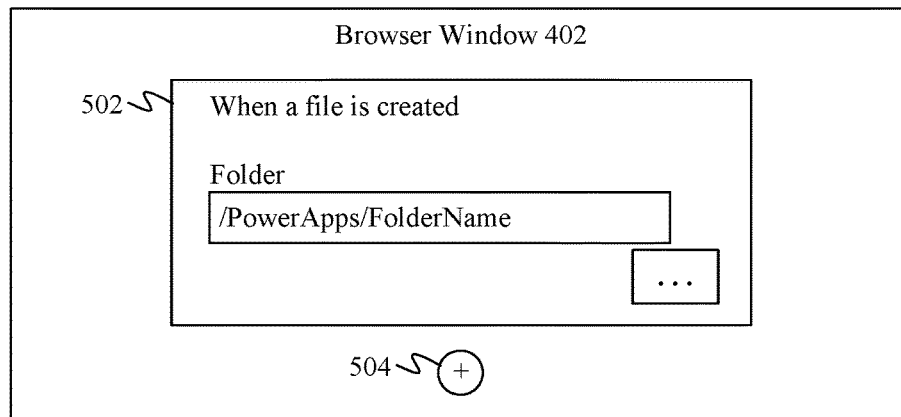 Browser Window 402
502
When a file is created
Folder
/PowerApps/FolderName
...
504
+